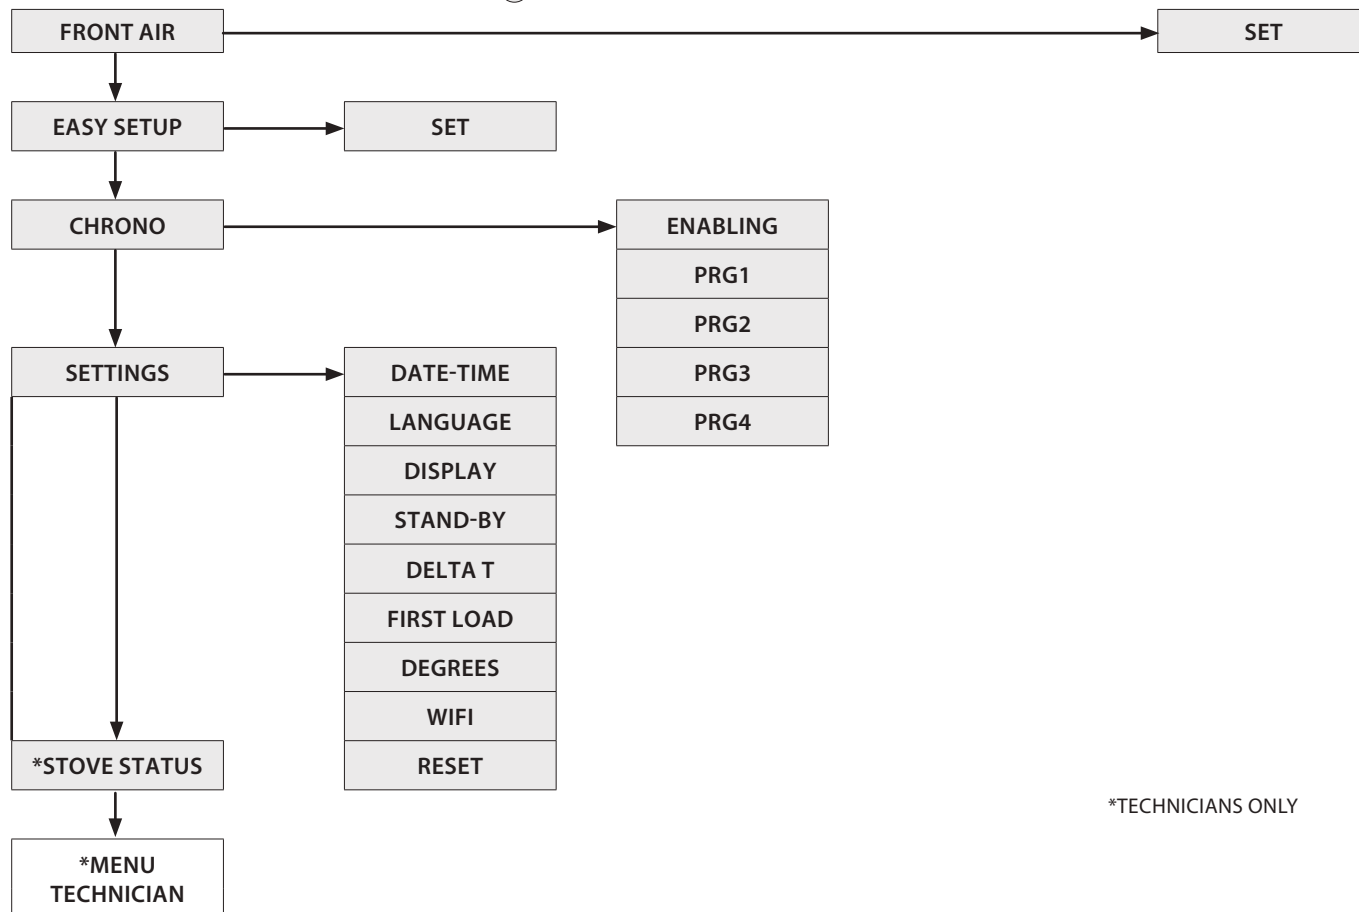 FRONT AIR
SET
EASY SETUP
SET
CHRONO
ENABLING
PRG1
PRG2
PRG3
PRG4
SETTINGS
DATE-TIME
LANGUAGE
DISPLAY
STAND-BY
DELTA T
FIRST LOAD
DEGREES
WIFI
RESET
*STOVE STATUS
*TECHNICIANS ONLY
*MENU
TECHNICIAN